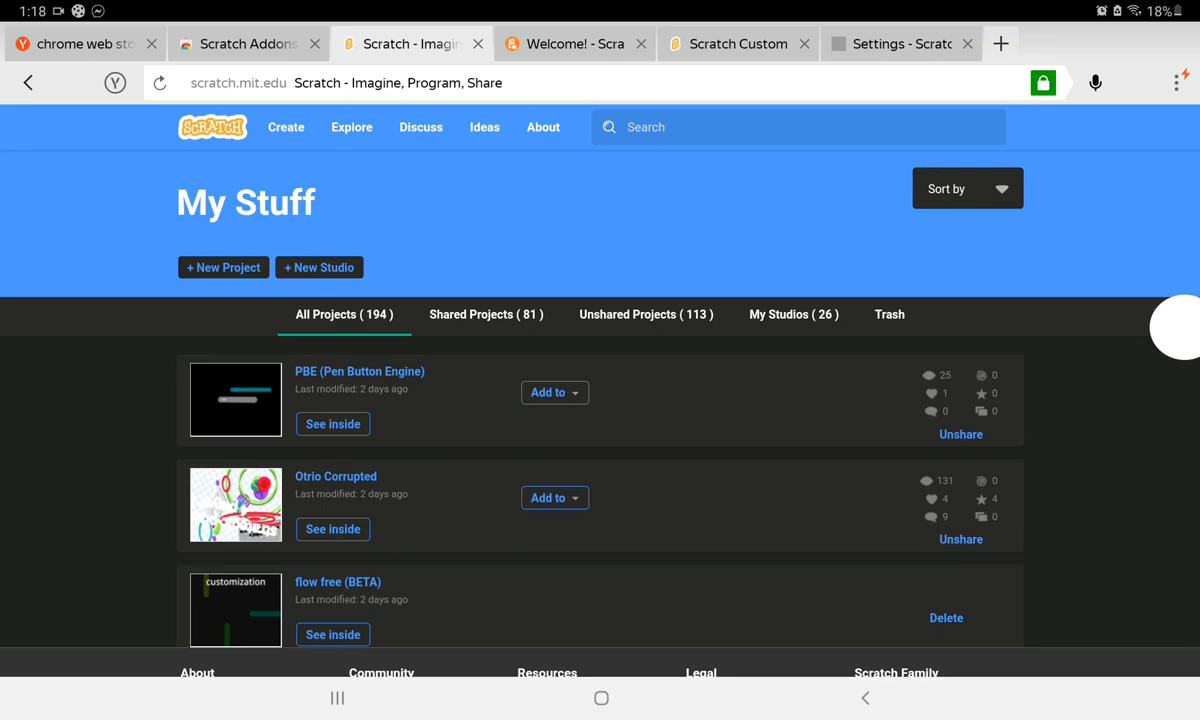 1:18 18%
chrome web sto Scratch Addons Scratch - Imagir Welcome! - Scra Scratch Custom Settings - Scratc
scratch.mit.edu Scratch - Imagine, Program, Share
SCRATCH Create Explore Discuss Ideas About Search
My Stuff
Sort by
+ New Project + New Studio
All Projects ( 194 ) Shared Projects ( 81 ) Unshared Projects ( 113 ) My Studios ( 26 ) Trash
PBE (Pen Button Engine)
Last modified: 2 days ago
Add to
See inside
25 0
1 0
0 0
Unshare
Otrio Corrupted
Last modified: 2 days ago
Add to
See inside
131 0
4 4
9 0
Unshare
customization
flow free (BETA)
Last modified: 2 days ago
See inside
Delete
About Community Resources Legal Scratch Family